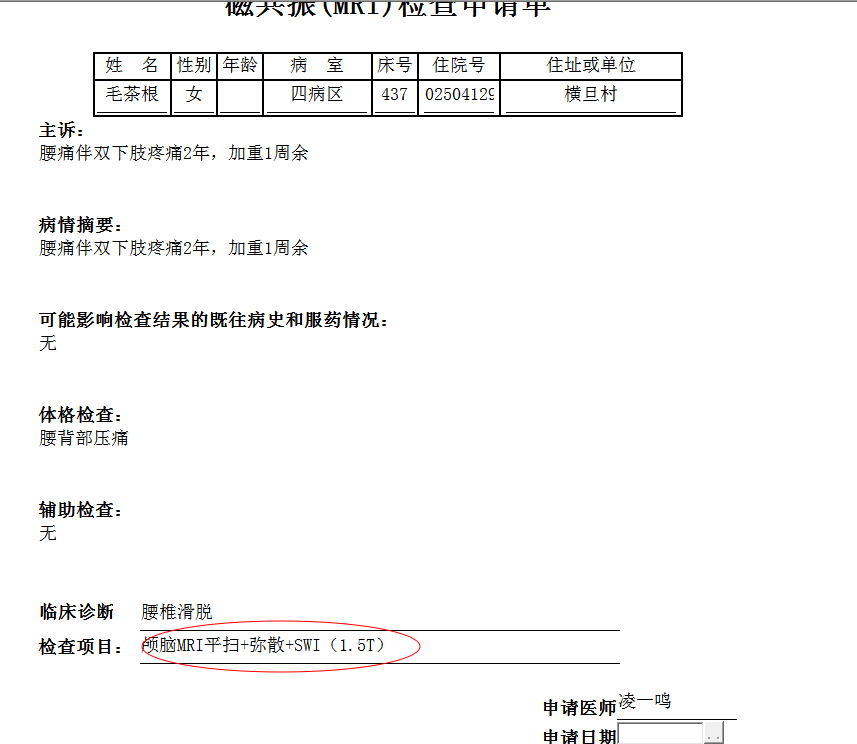 磁共振(MRI)检查申请单
姓 名 性别 年龄 病 室 床号 住院号 住址或单位
毛茶根 女 四病区 437 02504129 横旦村
主诉：
腰痛伴双下肢疼痛2年，加重1周余
病情摘要：
腰痛伴双下肢疼痛2年，加重1周余
可能影响检查结果的既往病史和服药情况：
无
体格检查：
腰背部压痛
辅助检查：
无
临床诊断 腰椎滑脱
检查项目： 颅脑MRI平扫+弥散+SWI（1.5T）
申请医师 凌一鸣
申请日期 ..